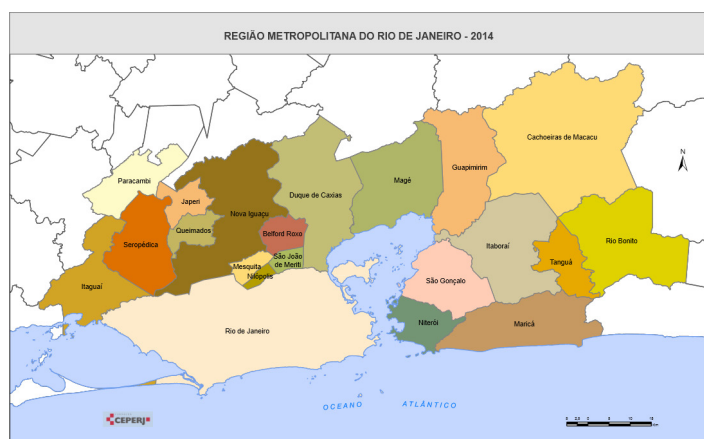 REGIÃO METROPOLITANA DO RIO DE JANEIRO - 2014
Cachoeiras de Macacu
N
Guapimirim
Paracambi
Magé
Duque de Caxias
Japeri
Nova Iguaçu
Queimados
Belford Roxo
Seropédica
Itaboraí
Rio Bonito
São João
de Meriti
Tanguá
Mesquita
Nilópolis
Itaguaí
São Gonçalo
Niterói
Maricá
Rio de Janeiro
OCEANO ATLÂNTICO
CEPERJ